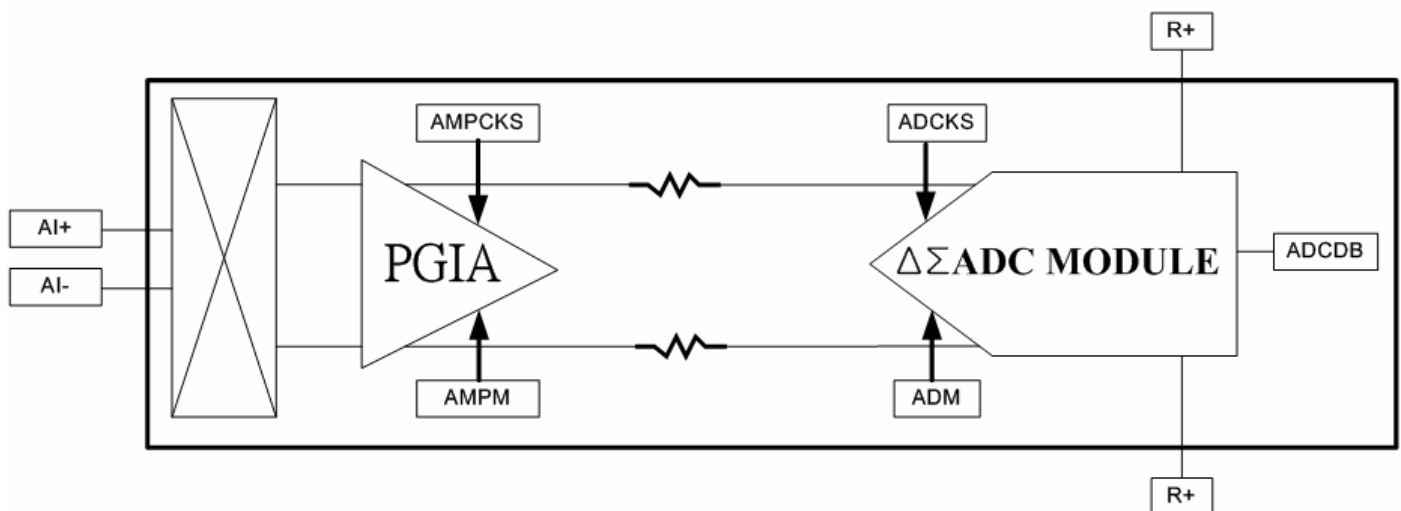 R+
AMPCKS
ADCKS
AI+
PGIA
ΔΣADC MODULE
ADCDB
AI-
AMPM
ADM
R+